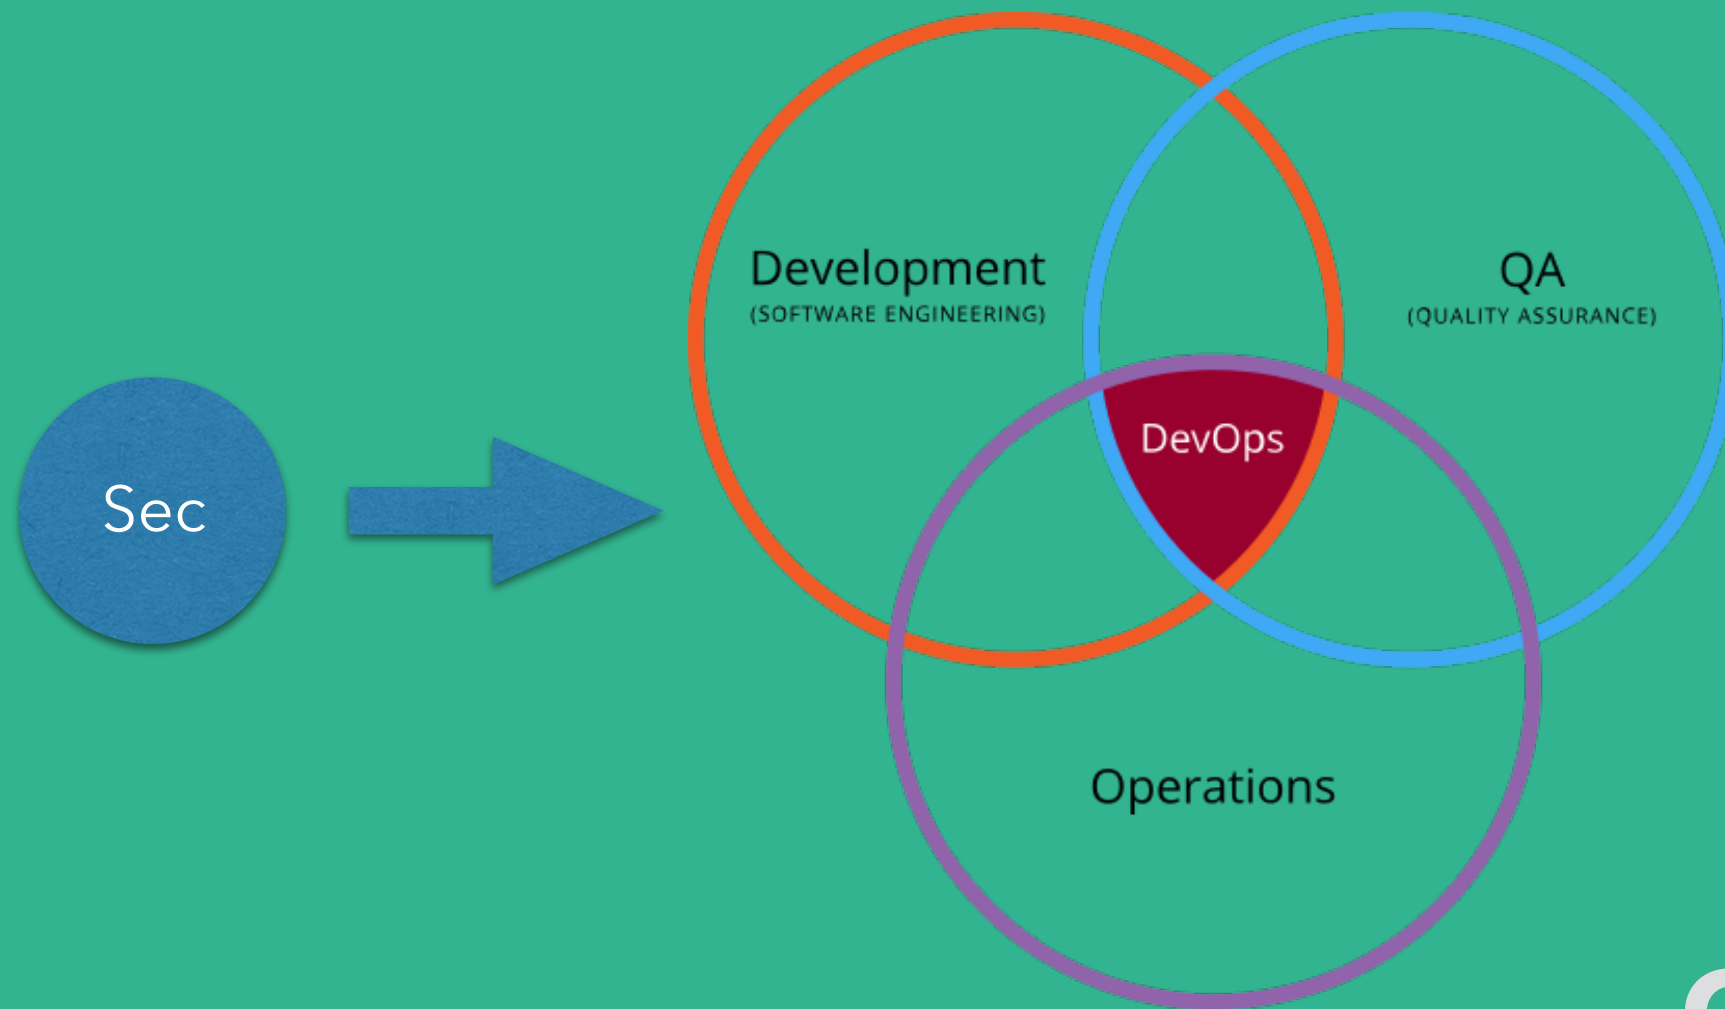 Development
(SOFTWARE ENGINEERING)
QA
(QUALITY ASSURANCE)
DevOps
Sec
Operations